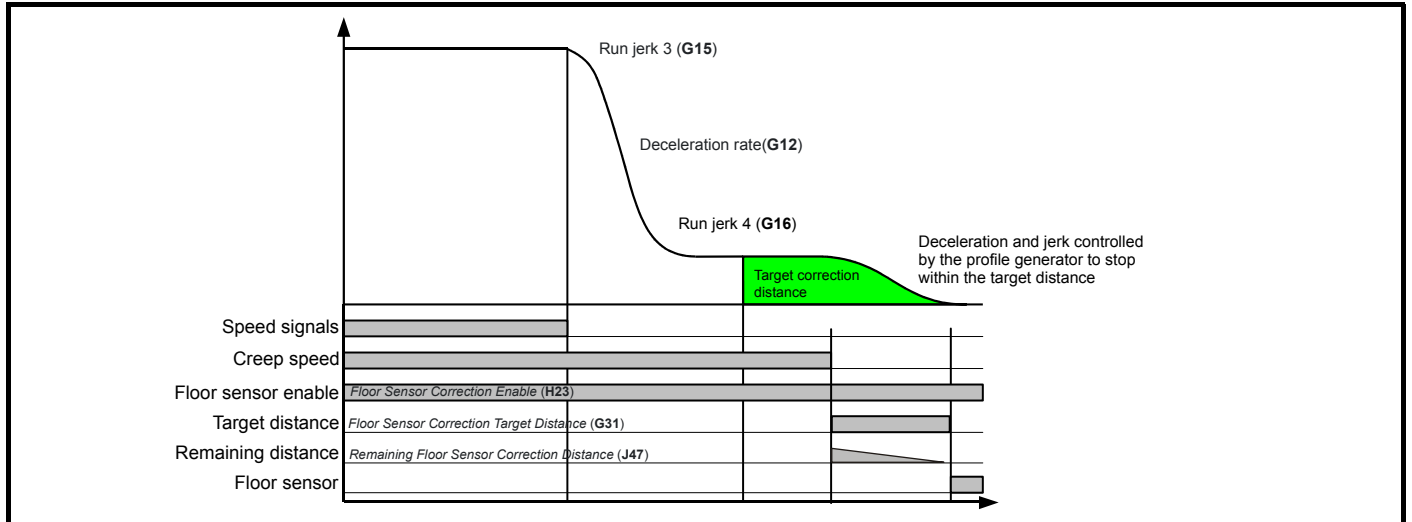 Run jerk 3 (G15)
Deceleration rate(G12)
Run jerk 4 (G16)
Deceleration and jerk controlled
by the profile generator to stop
within the target distance
Target correction
distance
Speed signals
Creep speed
Floor sensor enable Floor Sensor Correction Enable (H23)
Target distance Floor Sensor Correction Target Distance (G31)
Remaining distance Remaining Floor Sensor Correction Distance (J47)
Floor sensor